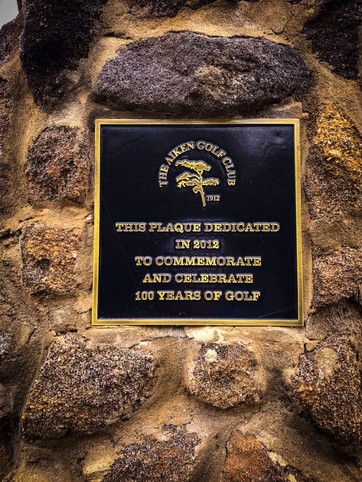 THE AIKEN GOLF CLUB
1912
THIS PLAQUE DEDICATED
IN 2012
TO COMMEMORATE
AND CELEBRATE
100 YEARS OF GOLF